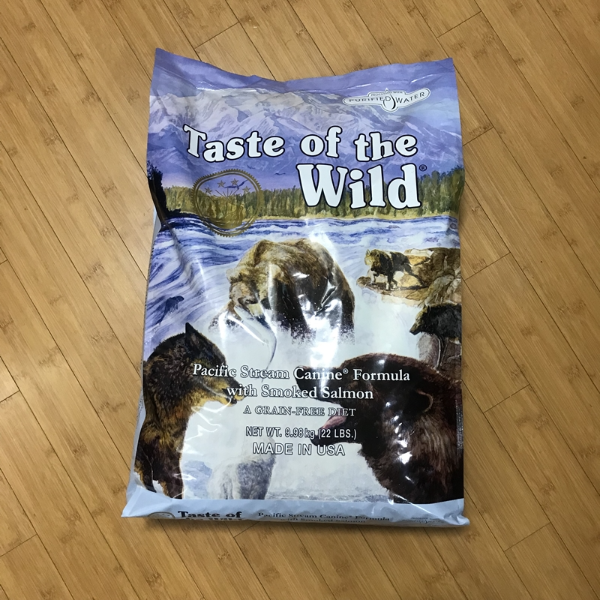 PURIFIED WATER
Taste of the
Wild®
Pacific Stream Canine® Formula
with Smoked Salmon
A GRAIN-FREE DIET
NET WT. 9.98 kg (22 LBS.)
MADE IN USA
Taste of
Pacific Stream Canine® Formula